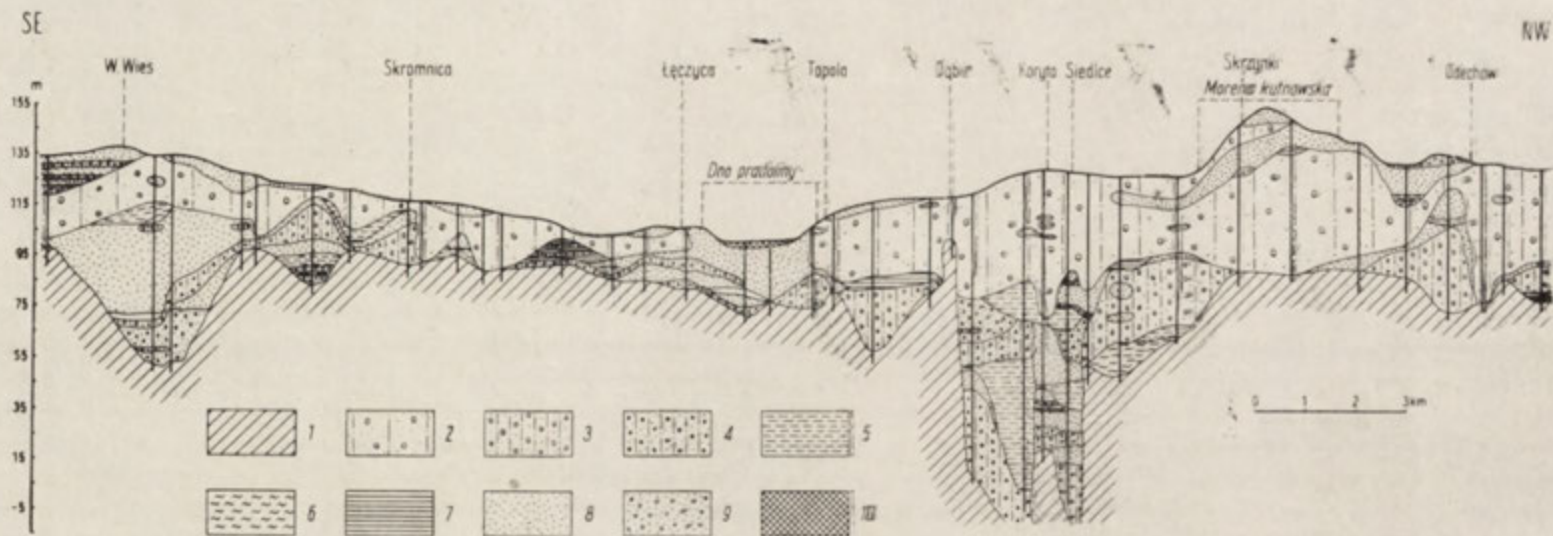 SE
NW
W. Wies
Skromnica
Łęczyca
Topola
Dąbie
Koryta
Siedlce
Skrzynki
Morena kutnowska
Odechów
m
155
135
115
95
75
55
35
15
-5
Dno pradoliny
0 1 2 3km
1
2
3
4
5
6
7
8
9
10